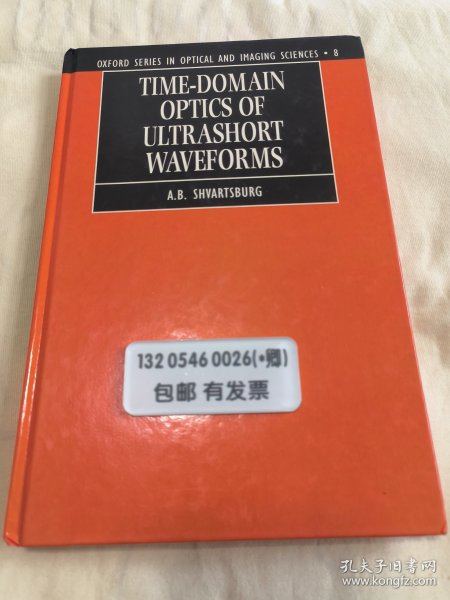 OXFORD SERIES IN OPTICAL AND IMAGING SCIENCES • 8
TIME-DOMAIN
OPTICS OF
ULTRASHORT
WAVEFORMS
A.B. SHVARTSBURG
132 0546 0026(•卿)
包邮 有发票
孔夫子旧书网
www.kongfz.com